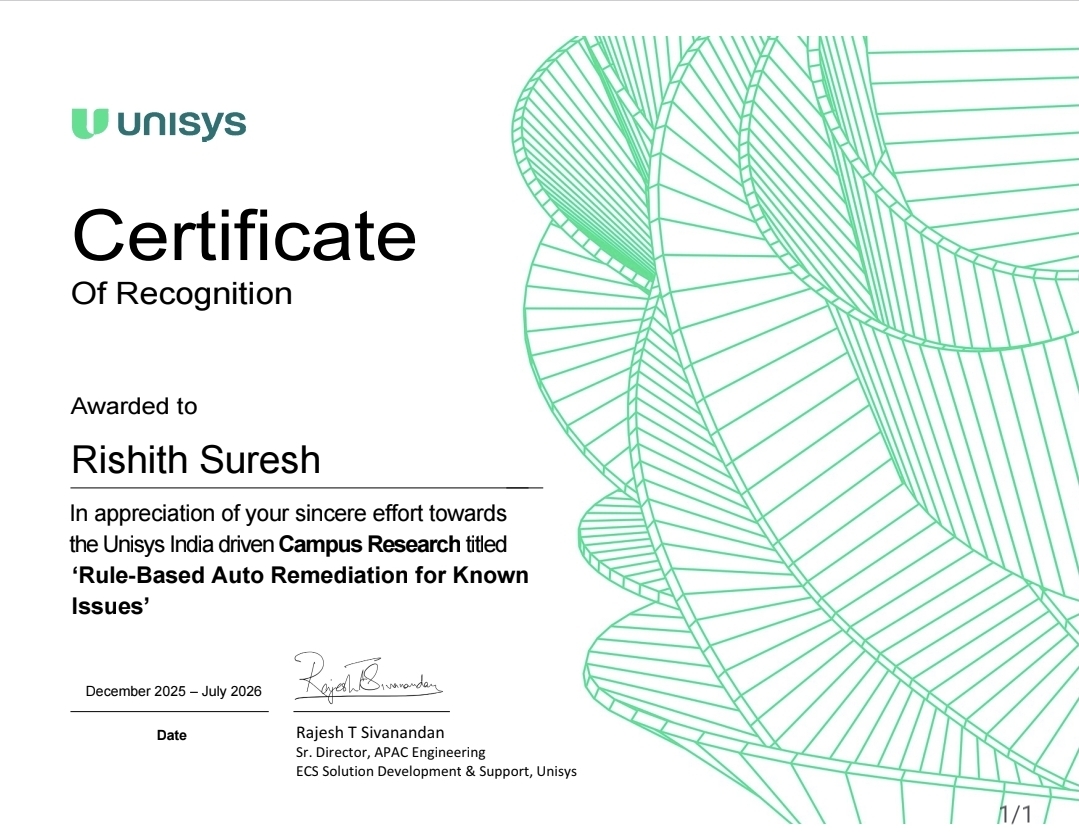 unisys
Certificate
Of Recognition
Awarded to
Rishith Suresh
In appreciation of your sincere effort towards
the Unisys India driven Campus Research titled
‘Rule-Based Auto Remediation for Known
Issues’
December 2025 – July 2026
Date
Rajesh T Sivanandan
Rajesh T Sivanandan
Sr. Director, APAC Engineering
ECS Solution Development & Support, Unisys
1/1